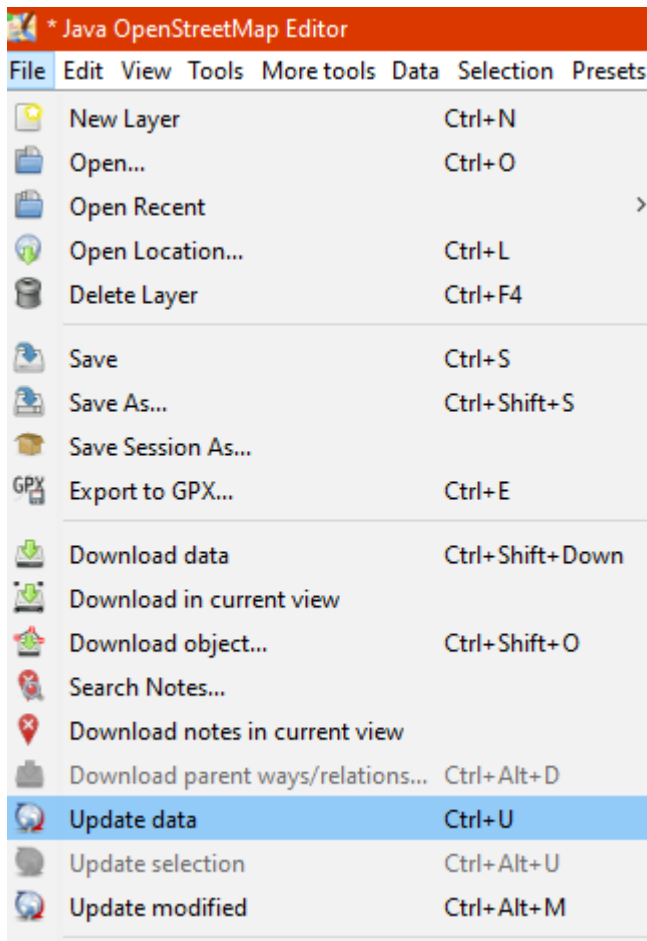 * Java OpenStreetMap Editor
File Edit View Tools More tools Data Selection Presets
New Layer Ctrl+N
Open... Ctrl+O
Open Recent
Open Location... Ctrl+L
Delete Layer Ctrl+F4
Save Ctrl+S
Save As... Ctrl+Shift+S
Save Session As...
GPX Export to GPX... Ctrl+E
Download data Ctrl+Shift+Down
Download in current view
Download object... Ctrl+Shift+O
Search Notes...
Download notes in current view
Download parent ways/relations... Ctrl+Alt+D
Update data Ctrl+U
Update selection Ctrl+Alt+U
Update modified Ctrl+Alt+M